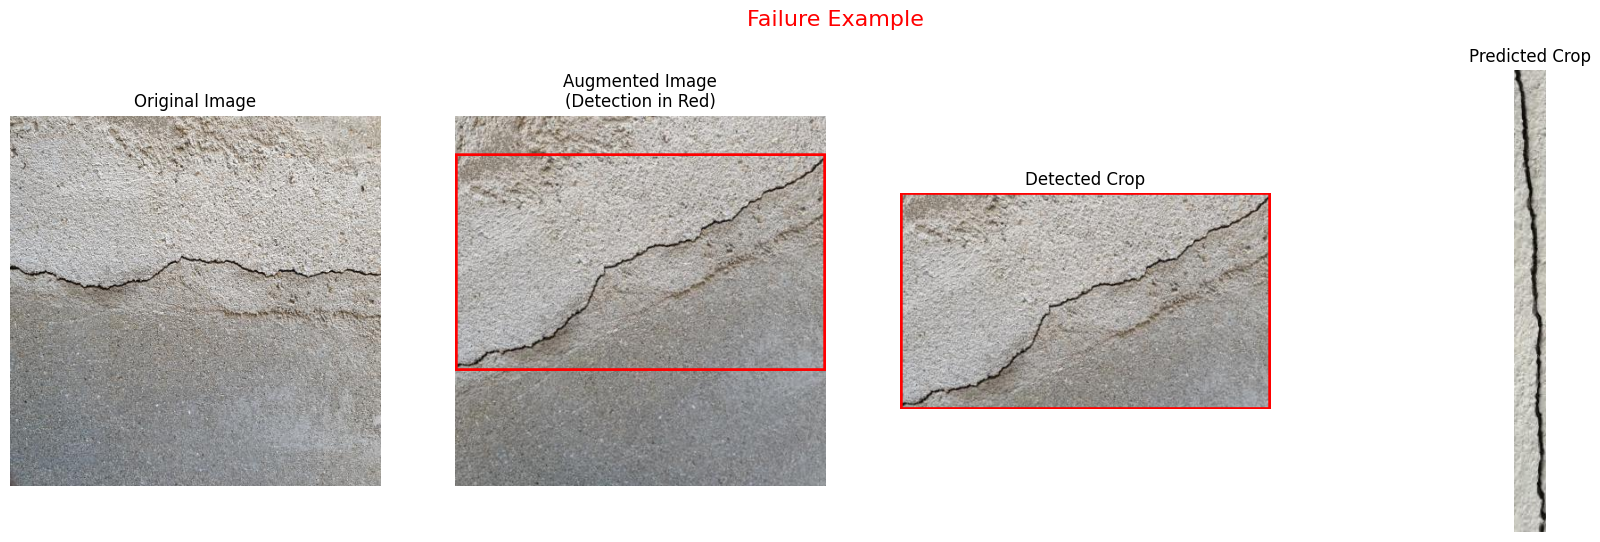 Failure Example
Original Image
Augmented Image
(Detection in Red)
Detected Crop
Predicted Crop